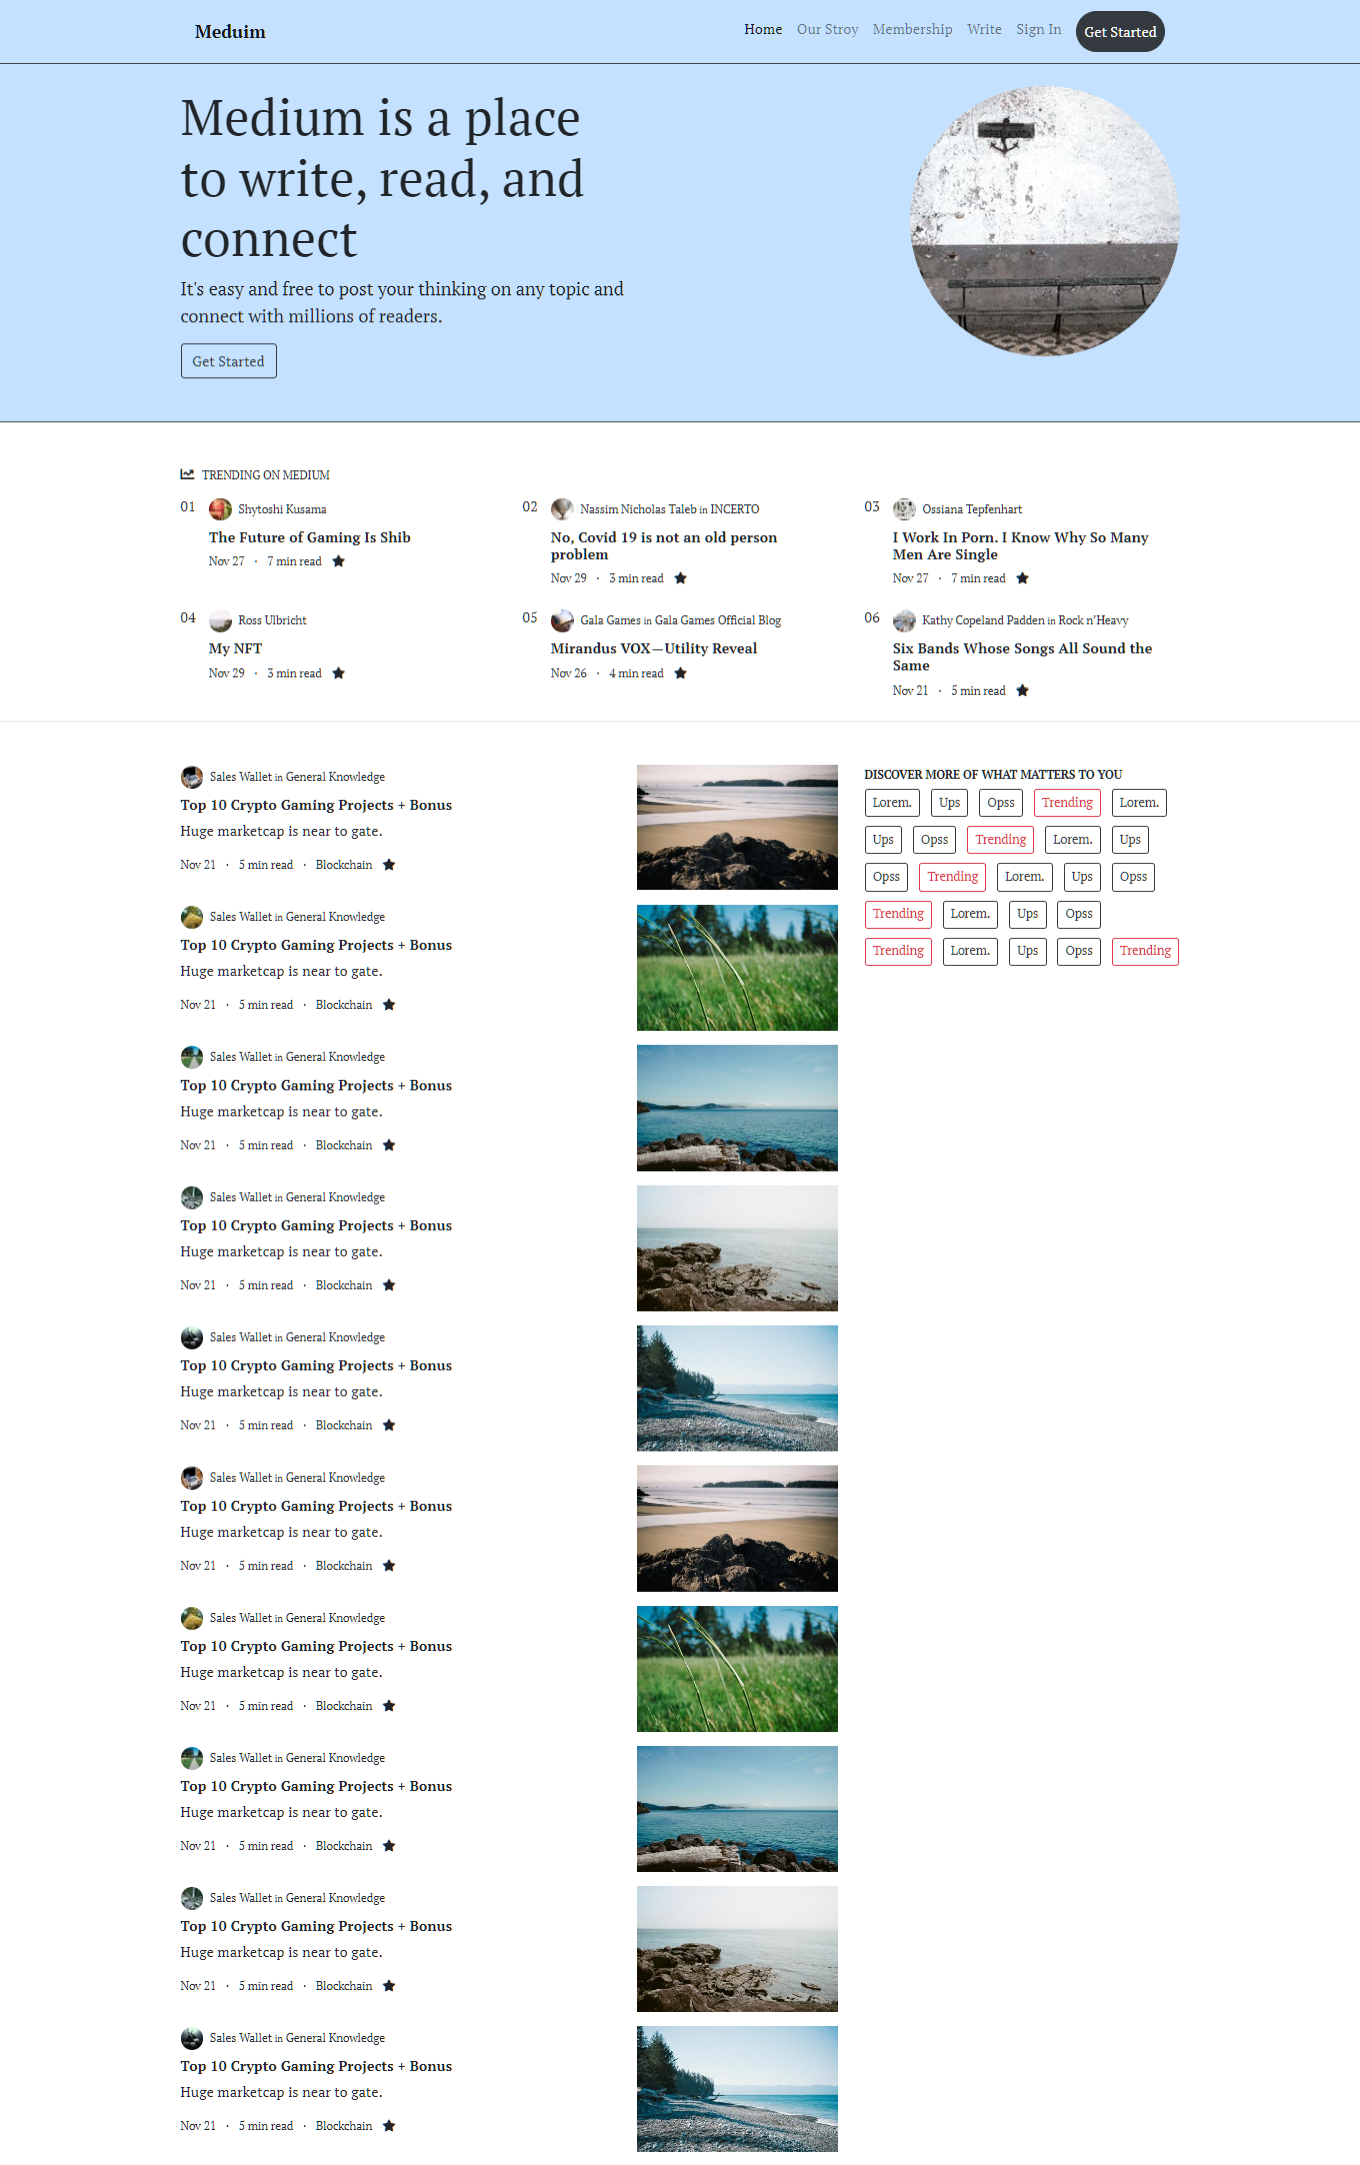 Meduim
Home Our Stroy Membership Write Sign In Get Started
Medium is a place
to write, read, and
connect
It's easy and free to post your thinking on any topic and
connect with millions of readers.
Get Started
TRENDING ON MEDIUM
01 Shytoshi Kusama
The Future of Gaming Is Shib
Nov 27 · 7 min read
02 Nassim Nicholas Taleb in INCERTO
No, Covid 19 is not an old person
problem
Nov 29 · 3 min read
03 Ossiana Tepfenhart
I Work In Porn. I Know Why So Many
Men Are Single
Nov 27 · 7 min read
04 Ross Ulbricht
My NFT
Nov 29 · 3 min read
05 Gala Games in Gala Games Official Blog
Mirandus VOX—Utility Reveal
Nov 26 · 4 min read
06 Kathy Copeland Padden in Rock n'Heavy
Six Bands Whose Songs All Sound the
Same
Nov 21 · 5 min read
Sales Wallet in General Knowledge
Top 10 Crypto Gaming Projects + Bonus
Huge marketcap is near to gate.
Nov 21 · 5 min read · Blockchain
Sales Wallet in General Knowledge
Top 10 Crypto Gaming Projects + Bonus
Huge marketcap is near to gate.
Nov 21 · 5 min read · Blockchain
Sales Wallet in General Knowledge
Top 10 Crypto Gaming Projects + Bonus
Huge marketcap is near to gate.
Nov 21 · 5 min read · Blockchain
Sales Wallet in General Knowledge
Top 10 Crypto Gaming Projects + Bonus
Huge marketcap is near to gate.
Nov 21 · 5 min read · Blockchain
Sales Wallet in General Knowledge
Top 10 Crypto Gaming Projects + Bonus
Huge marketcap is near to gate.
Nov 21 · 5 min read · Blockchain
Sales Wallet in General Knowledge
Top 10 Crypto Gaming Projects + Bonus
Huge marketcap is near to gate.
Nov 21 · 5 min read · Blockchain
Sales Wallet in General Knowledge
Top 10 Crypto Gaming Projects + Bonus
Huge marketcap is near to gate.
Nov 21 · 5 min read · Blockchain
Sales Wallet in General Knowledge
Top 10 Crypto Gaming Projects + Bonus
Huge marketcap is near to gate.
Nov 21 · 5 min read · Blockchain
Sales Wallet in General Knowledge
Top 10 Crypto Gaming Projects + Bonus
Huge marketcap is near to gate.
Nov 21 · 5 min read · Blockchain
Sales Wallet in General Knowledge
Top 10 Crypto Gaming Projects + Bonus
Huge marketcap is near to gate.
Nov 21 · 5 min read · Blockchain
DISCOVER MORE OF WHAT MATTERS TO YOU
Lorem. Ups Opss Trending Lorem.
Ups Opss Trending Lorem. Ups
Opss Trending Lorem. Ups Opss
Trending Lorem. Ups Opss
Trending Lorem. Ups Opss Trending